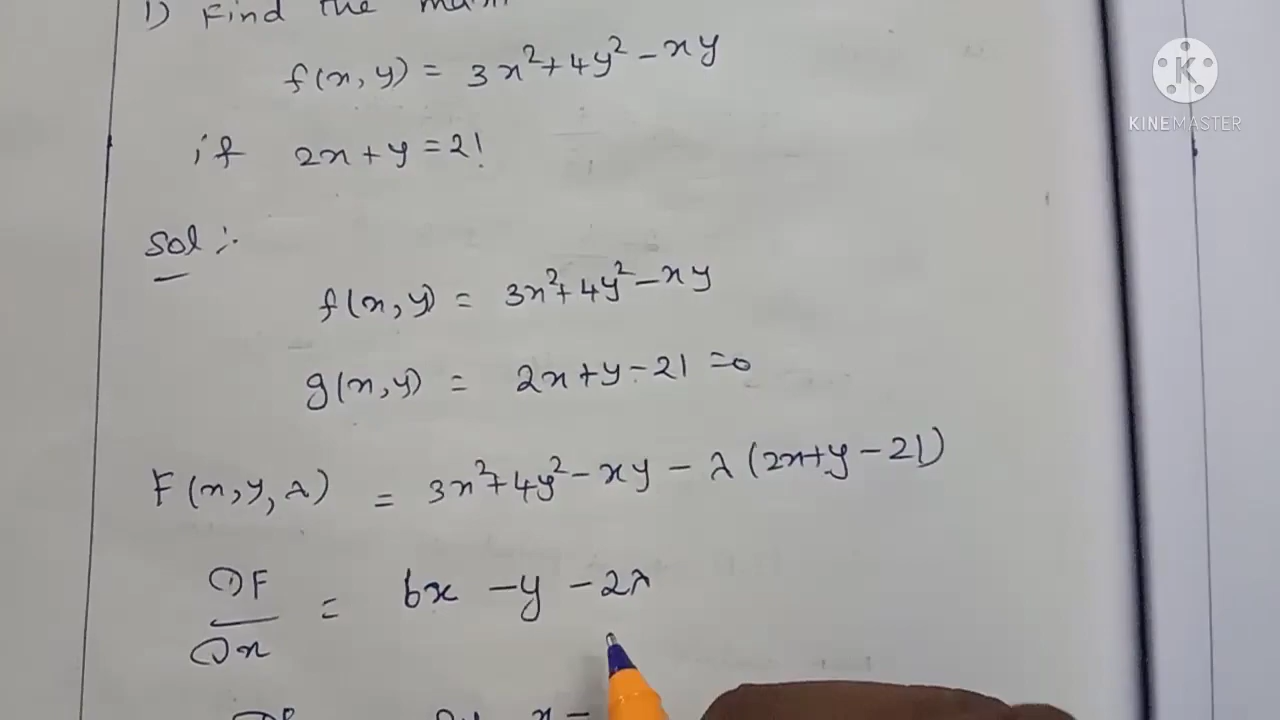 1) Find the
f(x, y) = 3x² + 4y² - xy
if 2x + y = 21
Sol :-
f(x, y) = 3x² + 4y² - xy
g(x, y) = 2x + y - 21 = 0
F(x, y, λ) = 3x² + 4y² - xy - λ (2x + y - 21)
∂F
∂x = 6x - y - 2λ
KINEMASTER